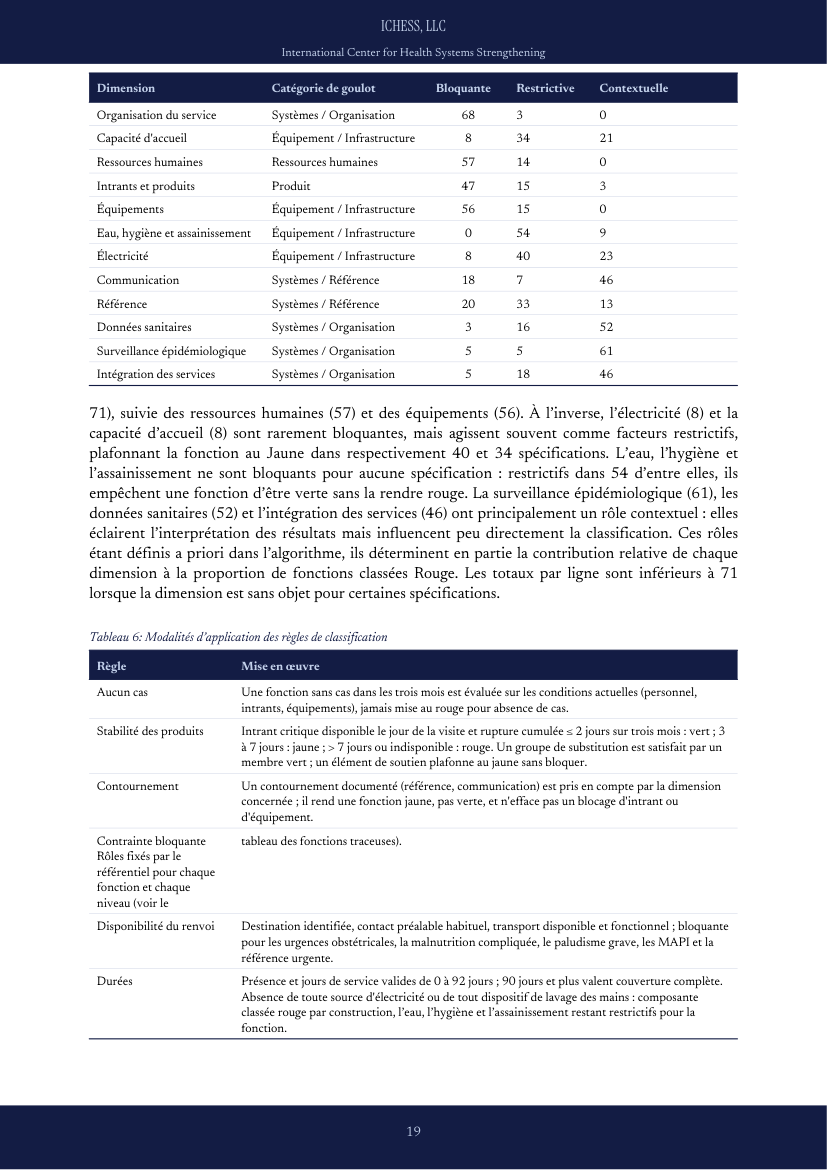 ICHESS, LLC
International Center for Health Systems Strengthening
Dimension Catégorie de goulot Bloquante Restrictive Contextuelle
Organisation du service Systèmes / Organisation 68 3 0
Capacité d'accueil Équipement / Infrastructure 8 34 21
Ressources humaines Ressources humaines 57 14 0
Intrants et produits Produit 47 15 3
Équipements Équipement / Infrastructure 56 15 0
Eau, hygiène et assainissement Équipement / Infrastructure 0 54 9
Électricité Équipement / Infrastructure 8 40 23
Communication Systèmes / Référence 18 7 46
Référence Systèmes / Référence 20 33 13
Données sanitaires Systèmes / Organisation 3 16 52
Surveillance épidémiologique Systèmes / Organisation 5 5 61
Intégration des services Systèmes / Organisation 5 18 46
71), suivie des ressources humaines (57) et des équipements (56). À l’inverse, l’électricité (8) et la
capacité d’accueil (8) sont rarement bloquantes, mais agissent souvent comme facteurs restrictifs,
plafonnant la fonction au Jaune dans respectivement 40 et 34 spécifications. L’eau, l’hygiène et
l’assainissement ne sont bloquants pour aucune spécification : restrictifs dans 54 d’entre elles, ils
empêchent une fonction d’être verte sans la rendre rouge. La surveillance épidémiologique (61), les
données sanitaires (52) et l’intégration des services (46) ont principalement un rôle contextuel : elles
éclairent l’interprétation des résultats mais influencent peu directement la classification. Ces rôles
étant définis a priori dans l’algorithme, ils déterminent en partie la contribution relative de chaque
dimension à la proportion de fonctions classées Rouge. Les totaux par ligne sont inférieurs à 71
lorsque la dimension est sans objet pour certaines spécifications.
Tableau 6: Modalités d’application des règles de classification
Règle Mise en œuvre
Aucun cas Une fonction sans cas dans les trois mois est évaluée sur les conditions actuelles (personnel,
intrants, équipements), jamais mise au rouge pour absence de cas.
Stabilité des produits Intrant critique disponible le jour de la visite et rupture cumulée ≤ 2 jours sur trois mois : vert ; 3
à 7 jours : jaune ; > 7 jours ou indisponible : rouge. Un groupe de substitution est satisfait par un
membre vert ; un élément de soutien plafonne au jaune sans bloquer.
Contournement Un contournement documenté (référence, communication) est pris en compte par la dimension
concernée ; il rend une fonction jaune, pas verte, et n'efface pas un blocage d'intrant ou
d'équipement.
Contrainte bloquante tableau des fonctions traceuses).
Rôles fixés par le
référentiel pour chaque
fonction et chaque
niveau (voir le
Disponibilité du renvoi Destination identifiée, contact préalable habituel, transport disponible et fonctionnel ; bloquante
pour les urgences obstétricales, la malnutrition compliquée, le paludisme grave, les MAPI et la
référence urgente.
Durées Présence et jours de service valides de 0 à 92 jours ; 90 jours et plus valent couverture complète.
Absence de toute source d'électricité ou de tout dispositif de lavage des mains : composante
classée rouge par construction, l’eau, l’hygiène et l’assainissement restant restrictifs pour la
fonction.
19